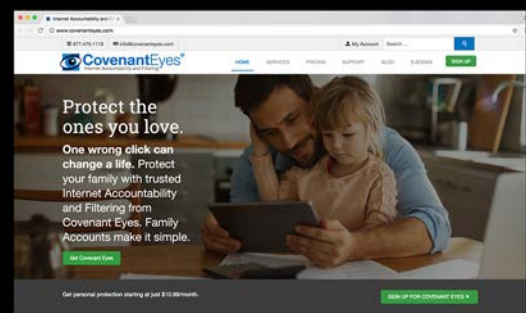 Internet Accountability and
www.covenanteyes.com
877.479.1119 info@covenanteyes.com My Account Search ...
CovenantEyes®
Internet Accountability and Filtering™
HOME SERVICES PRICING SUPPORT BLOG E-BOOKS SIGN UP
Protect the
ones you love.
One wrong click can
change a life. Protect
your family with trusted
Internet Accountability
and Filtering from
Covenant Eyes. Family
Accounts make it simple.
Get Covenant Eyes
Get personal protection starting at just $10.99/month.
SIGN UP FOR COVENANT EYES